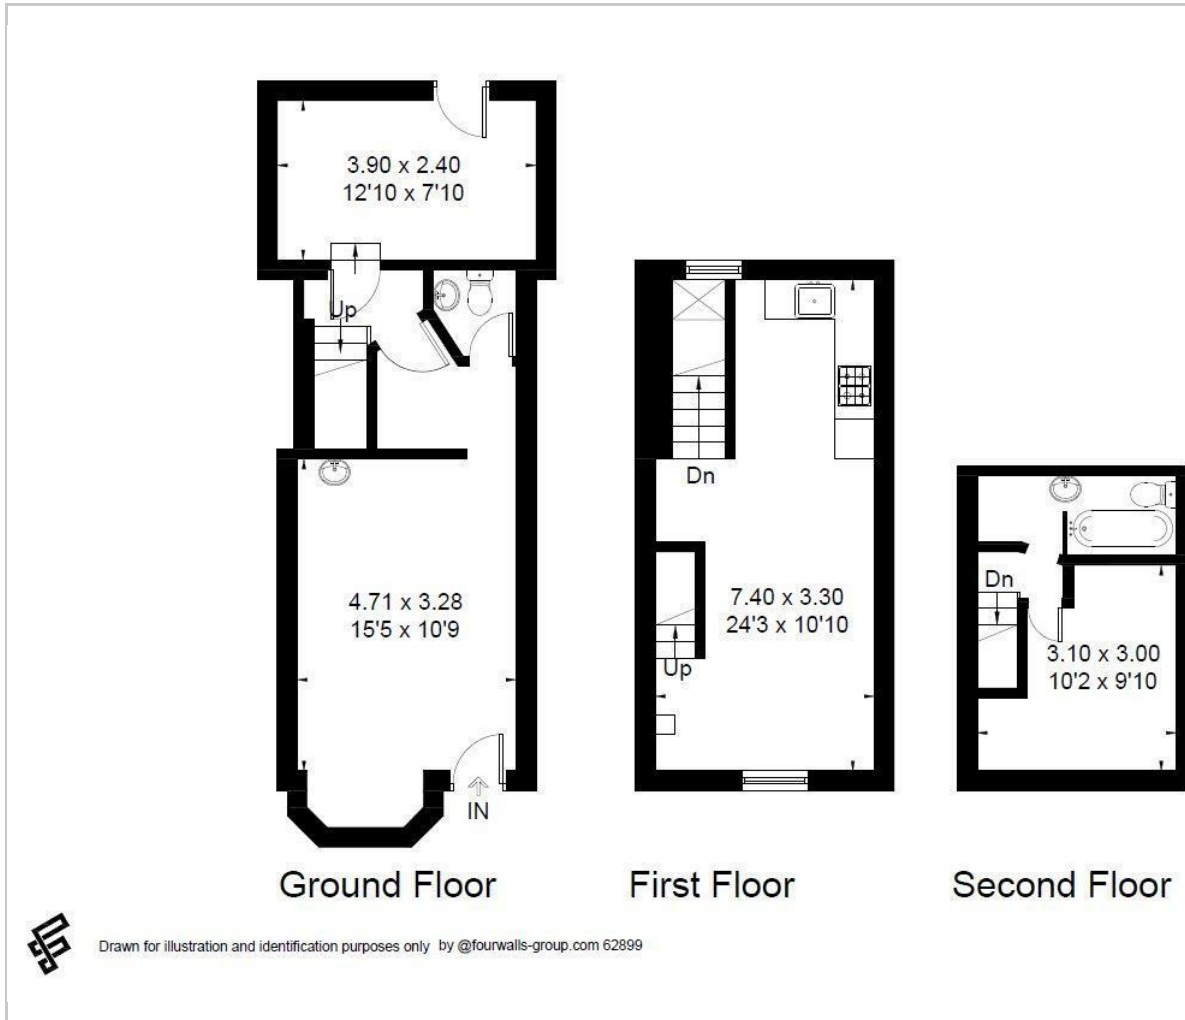 3.90 x 2.40
12'10 x 7'10
Up
4.71 x 3.28
15'5 x 10'9
IN
Ground Floor
Dn
7.40 x 3.30
24'3 x 10'10
Up
First Floor
Dn
3.10 x 3.00
10'2 x 9'10
Second Floor
Drawn for illustration and identification purposes only by @fourwalls-group.com 62899